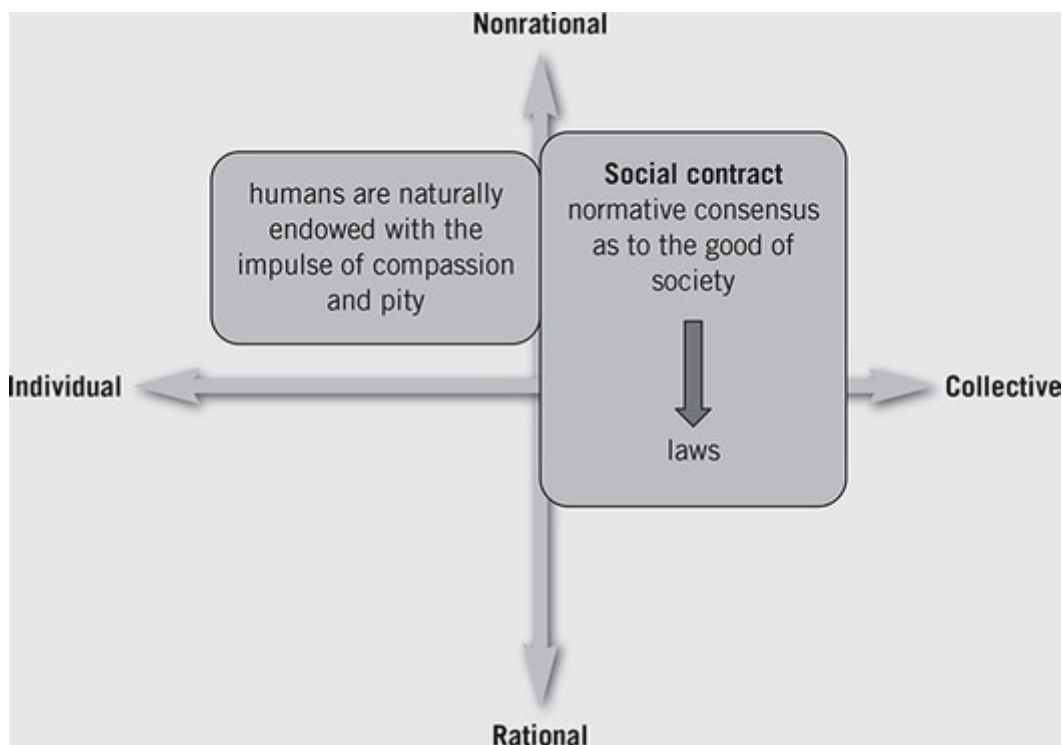 Nonrational
humans are naturally
endowed with the
impulse of compassion
and pity
Social contract
normative consensus
as to the good of
society
laws
Individual
Collective
Rational